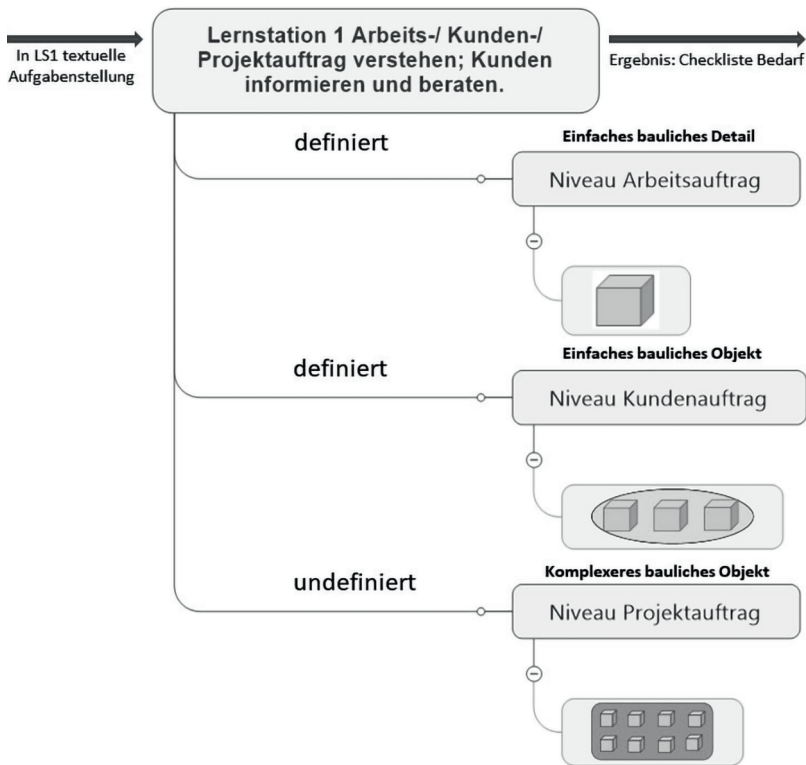 In LS1 textuelle
Aufgabenstellung
Lernstation 1 Arbeits-/ Kunden-/
Projektauftrag verstehen; Kunden
informieren und beraten.
Ergebnis: Checkliste Bedarf
definiert
Einfaches bauliches Detail
Niveau Arbeitsauftrag
definiert
Einfaches bauliches Objekt
Niveau Kundenauftrag
undefiniert
Komplexeres bauliches Objekt
Niveau Projektauftrag